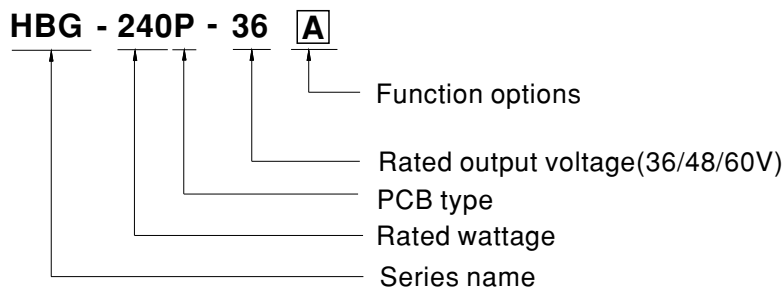 HBG - 240P - 36 A
Function options
Rated output voltage(36/48/60V)
PCB type
Rated wattage
Series name